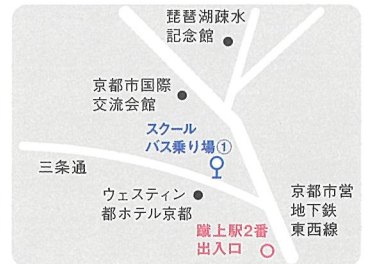 琵琶湖疏水
記念館
京都市国際
交流会館
スクール
バス乗り場①
三条通
ウェスティン
都ホテル京都
京都市営
地下鉄
東西線
蹴上駅2番
出入口